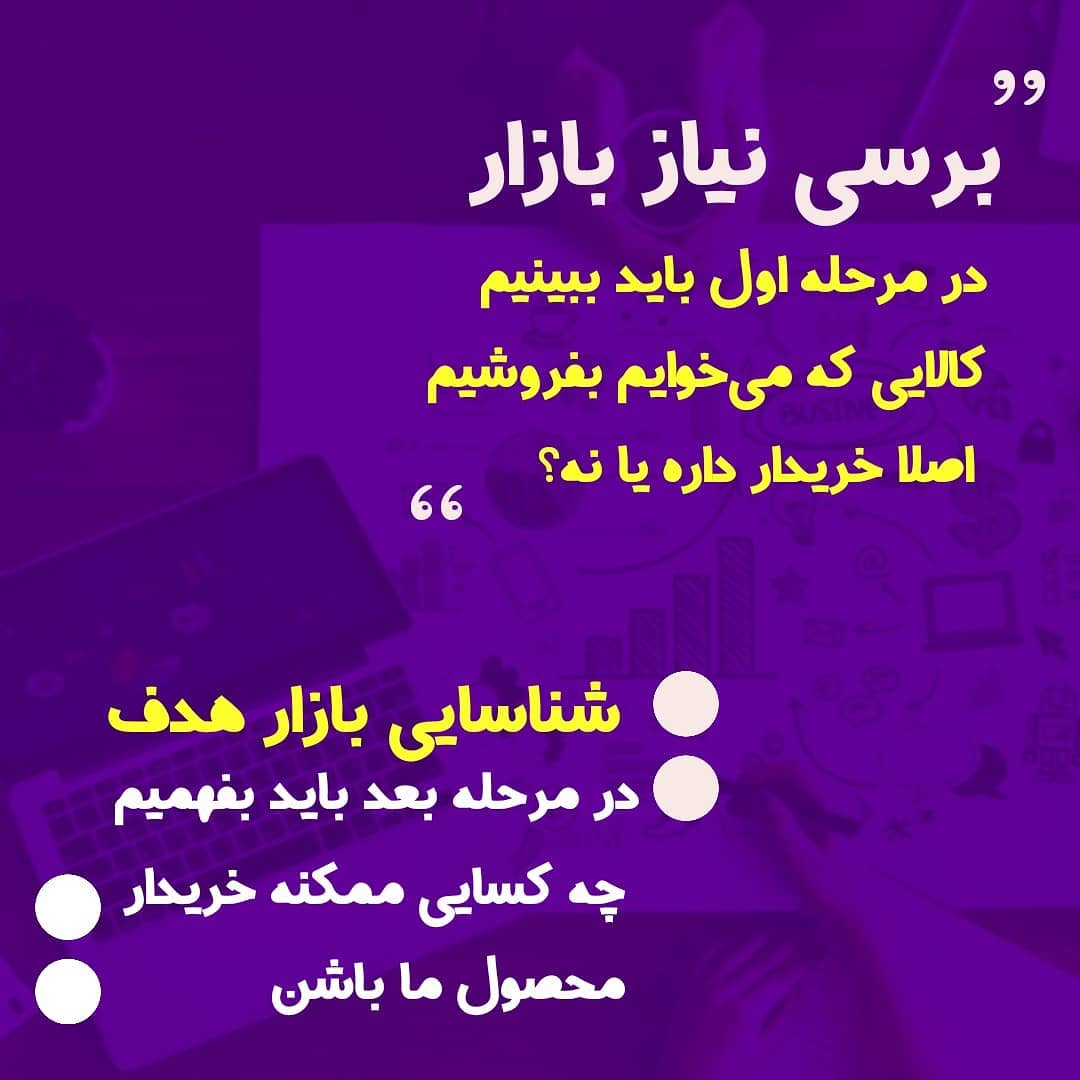 ”
برسی نیاز بازار
در مرحله اول باید ببینیم
کالایی که می‌خوایم بفروشیم
اصلا خریدار داره یا نه؟
“
BUSINESS
شناسایی بازار هدف
در مرحله بعد باید بفهمیم
چه کسایی ممکنه خریدار
محصول ما باشن